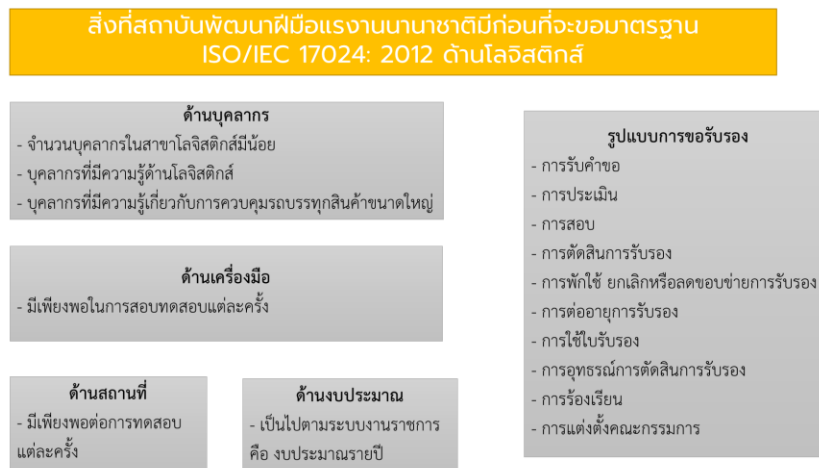 สิ่งที่สถาบันพัฒนาฝีมือแรงงานนานาชาติมีก่อนที่จะขอมาตรฐาน
ISO/IEC 17024: 2012 ด้านโลจิสติกส์
ด้านบุคลากร
- จำนวนบุคลากรในสาขาโลจิสติกส์มีน้อย
- บุคลากรที่มีความรู้ด้านโลจิสติกส์
- บุคลากรที่มีความรู้เกี่ยวกับการควบคุมรถบรรทุกสินค้าขนาดใหญ่
ด้านเครื่องมือ
- มีเพียงพอในการสอบทดสอบแต่ละครั้ง
ด้านสถานที่
- มีเพียงพอต่อการทดสอบ
แต่ละครั้ง
ด้านงบประมาณ
- เป็นไปตามระบบงานราชการ
คือ งบประมาณรายปี
รูปแบบการขอรับรอง
- การรับคำขอ
- การประเมิน
- การสอบ
- การตัดสินการรับรอง
- การพักใช้ ยกเลิกหรือลดขอบข่ายการรับรอง
- การต่ออายุการรับรอง
- การใช้ใบรับรอง
- การอุทธรณ์การตัดสินการรับรอง
- การร้องเรียน
- การแต่งตั้งคณะกรรมการ